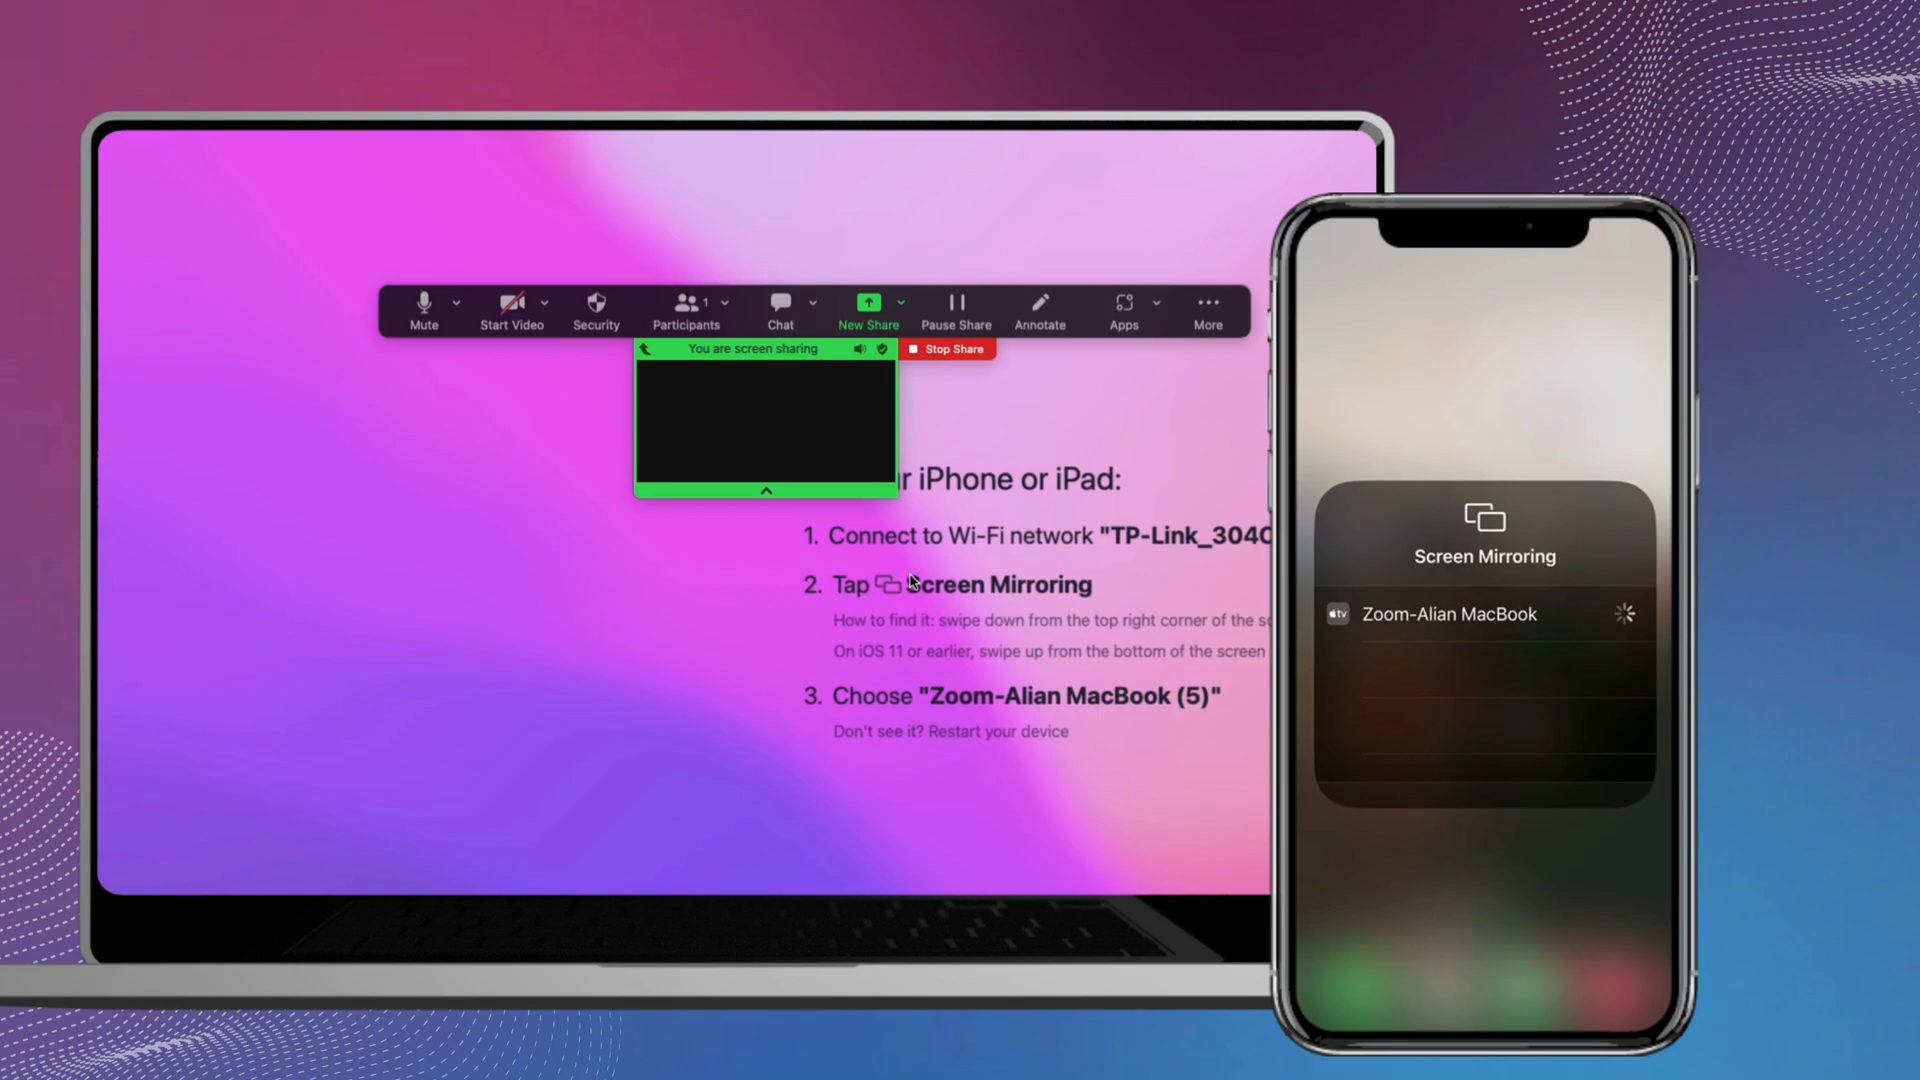 Mute
Start Video
Security
Participants
1
Chat
New Share
Pause Share
Annotate
Apps
More
You are screen sharing
Stop Share
iPhone or iPad:
1. Connect to Wi-Fi network "TP-Link_304C
2. Tap Screen Mirroring
How to find it: swipe down from the top right corner of the
On iOS 11 or earlier, swipe up from the bottom of the screen
3. Choose "Zoom-Alian MacBook (5)"
Don't see it? Restart your device
Screen Mirroring
tv Zoom-Alian MacBook